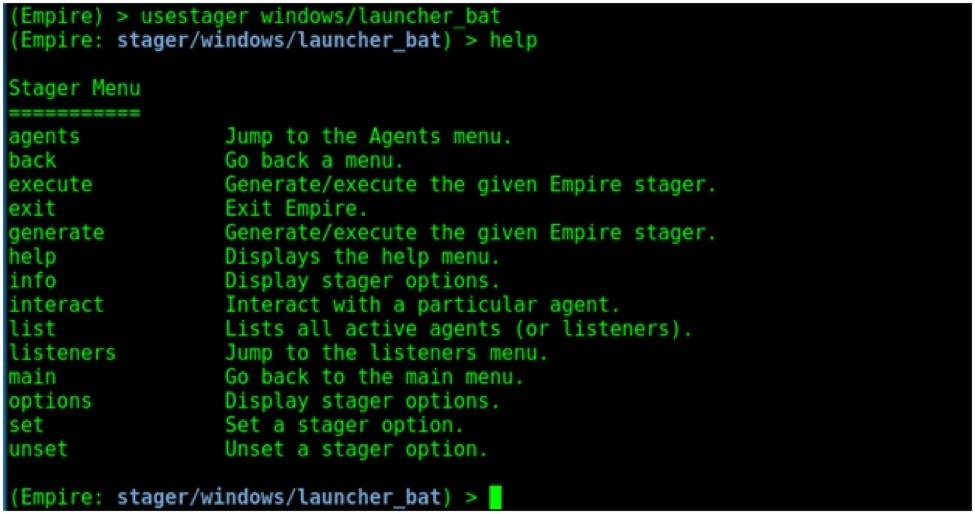 (Empire) > usestager windows/launcher_bat
(Empire: stager/windows/launcher_bat) > help
Stager Menu
===========
agents Jump to the Agents menu.
back Go back a menu.
execute Generate/execute the given Empire stager.
exit Exit Empire.
generate Generate/execute the given Empire stager.
help Displays the help menu.
info Display stager options.
interact Interact with a particular agent.
list Lists all active agents (or listeners).
listeners Jump to the listeners menu.
main Go back to the main menu.
options Display stager options.
set Set a stager option.
unset Unset a stager option.
(Empire: stager/windows/launcher_bat) >